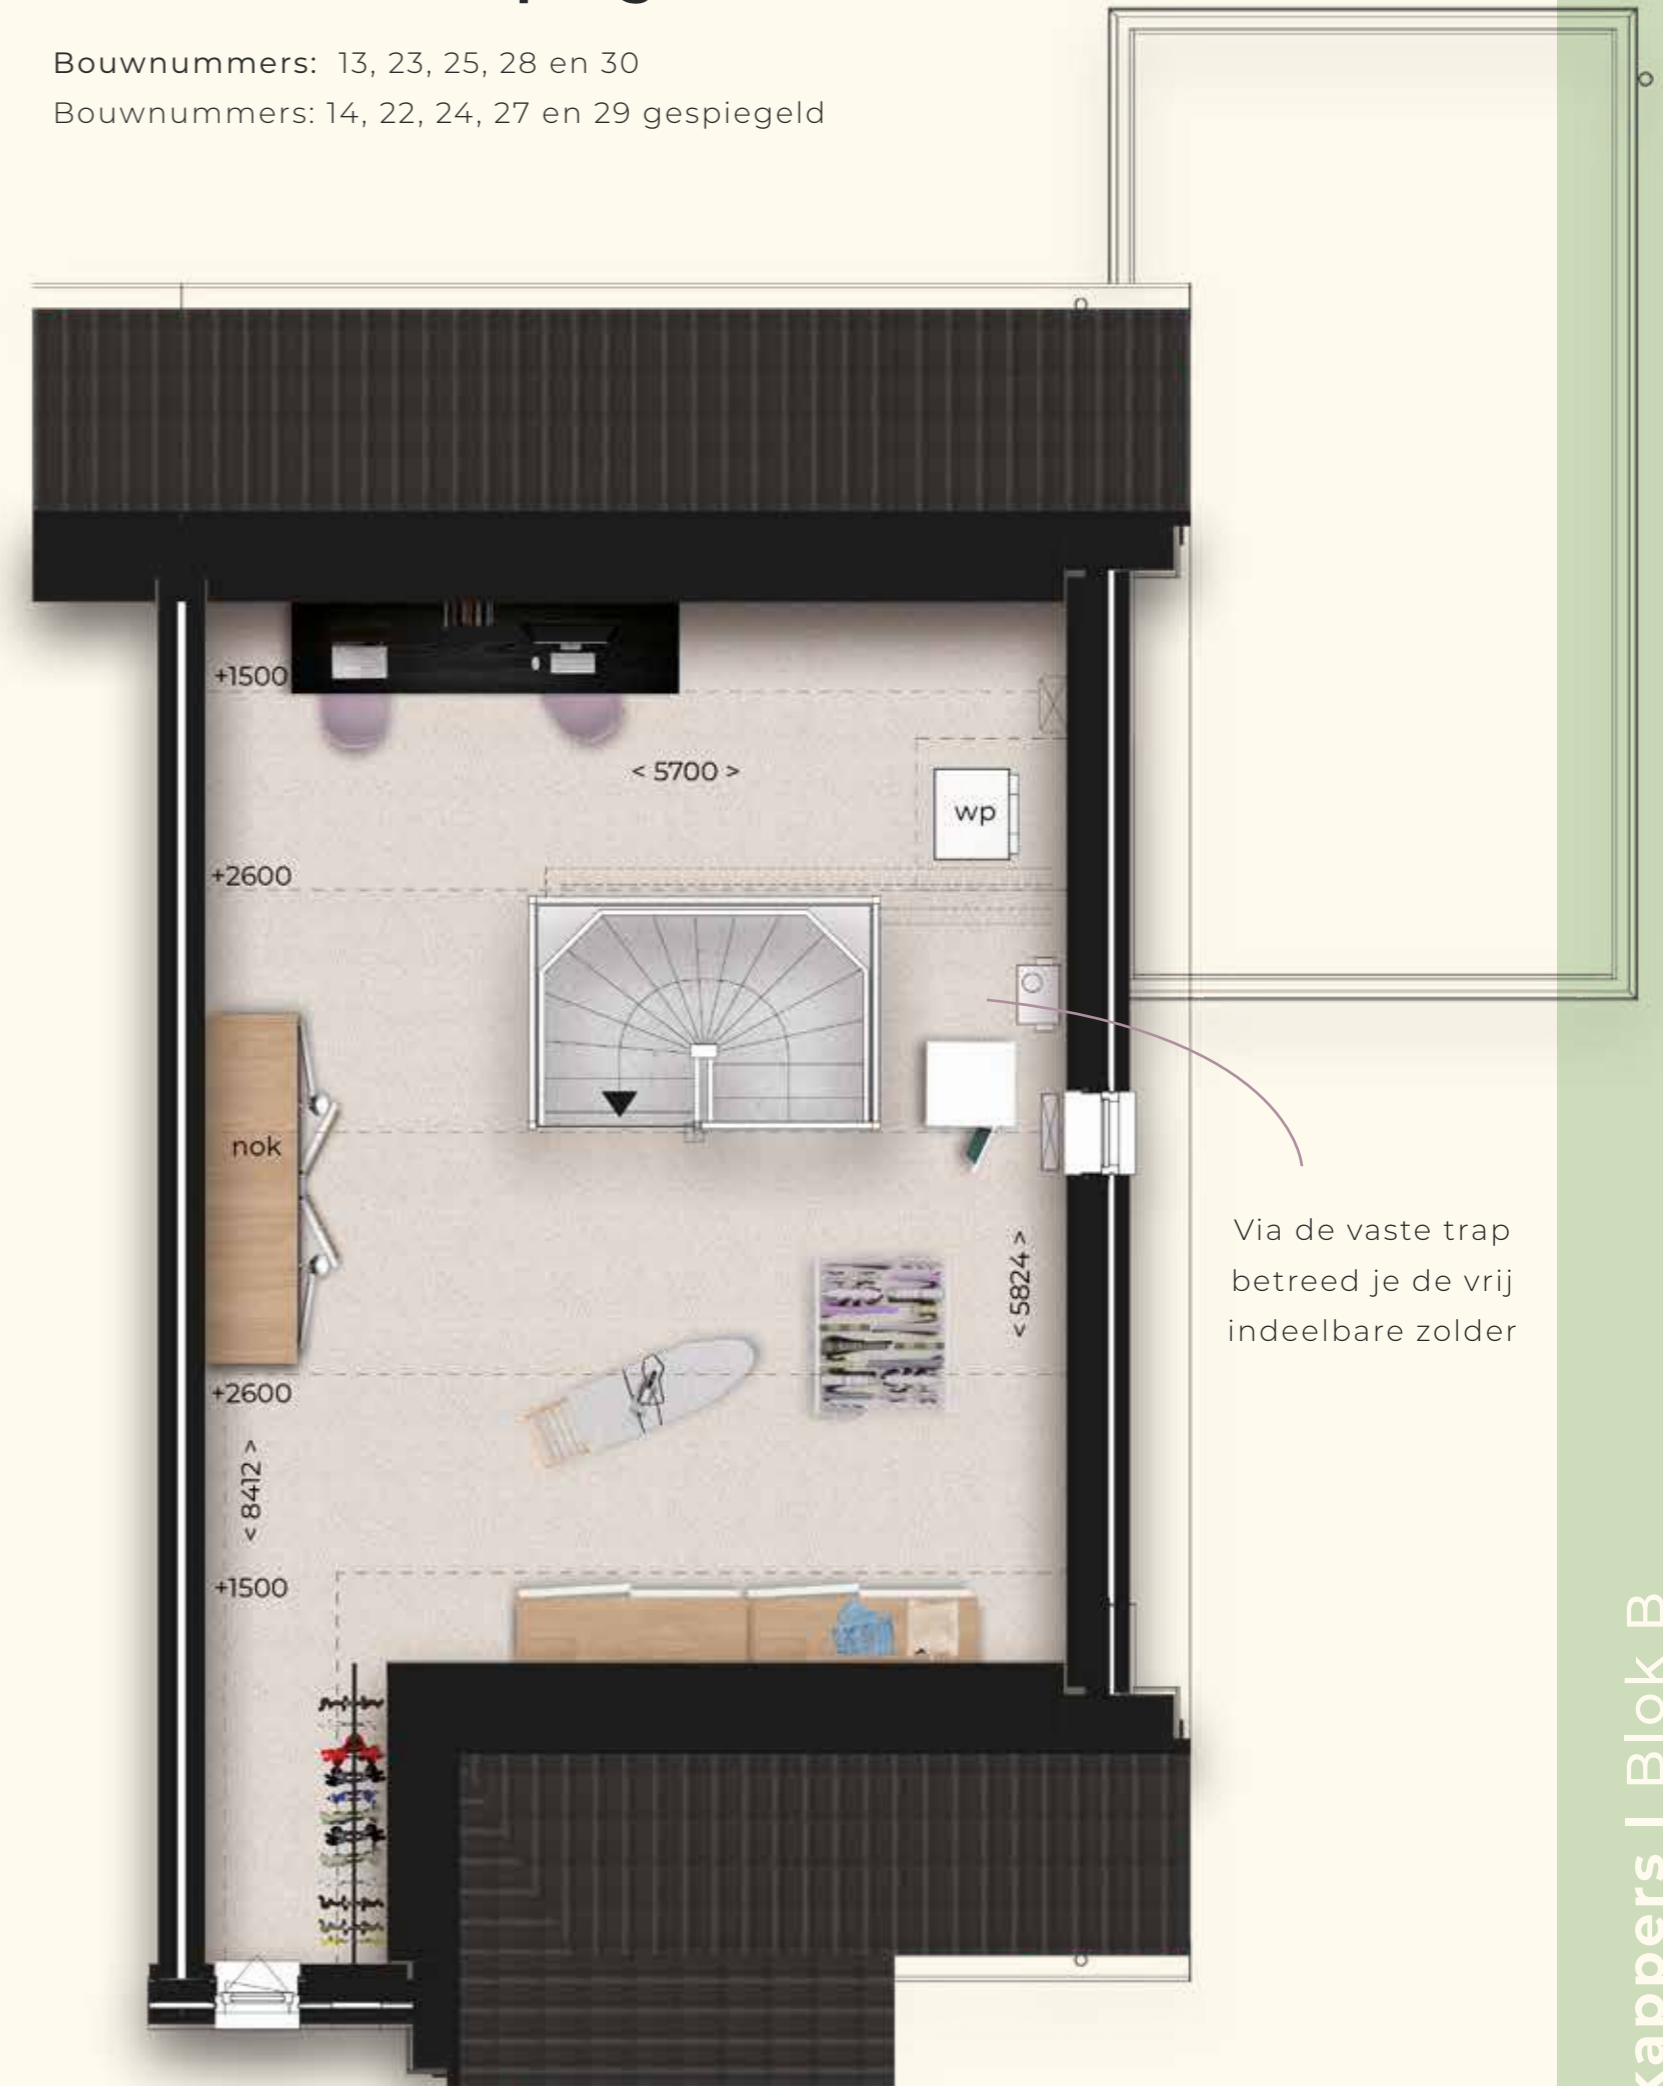 Bouwnummers: 13, 23, 25, 28 en 30
Bouwnummers: 14, 22, 24, 27 en 29 gespiegeld
+1500
< 5700 >
wp
+2600
nok
Via de vaste trap
betreed je de vrij
indeelbare zolder
< 5824 >
+2600
< 8412 >
+1500
kappers | Blok B